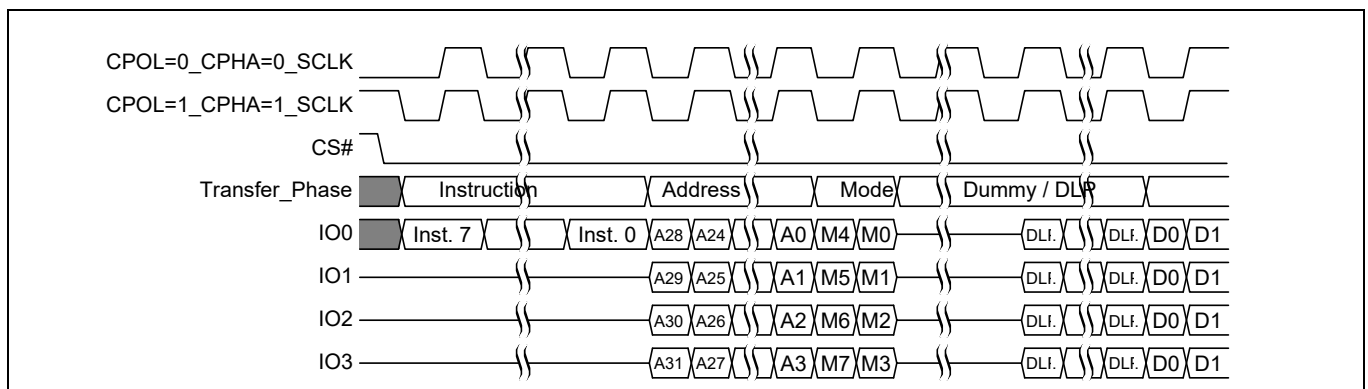 CPOL=0_CPHA=0_SCLK
CPOL=1_CPHA=1_SCLK
CS#
Transfer_Phase Instruction Address Mode Dummy / DLP
IO0 Inst. 7 Inst. 0 A28 A24 A0 M4 M0 DLP. DLP. D0 D1
IO1 A29 A25 A1 M5 M1 DLP. DLP. D0 D1
IO2 A30 A26 A2 M6 M2 DLP. DLP. D0 D1
IO3 A31 A27 A3 M7 M3 DLP. DLP. D0 D1